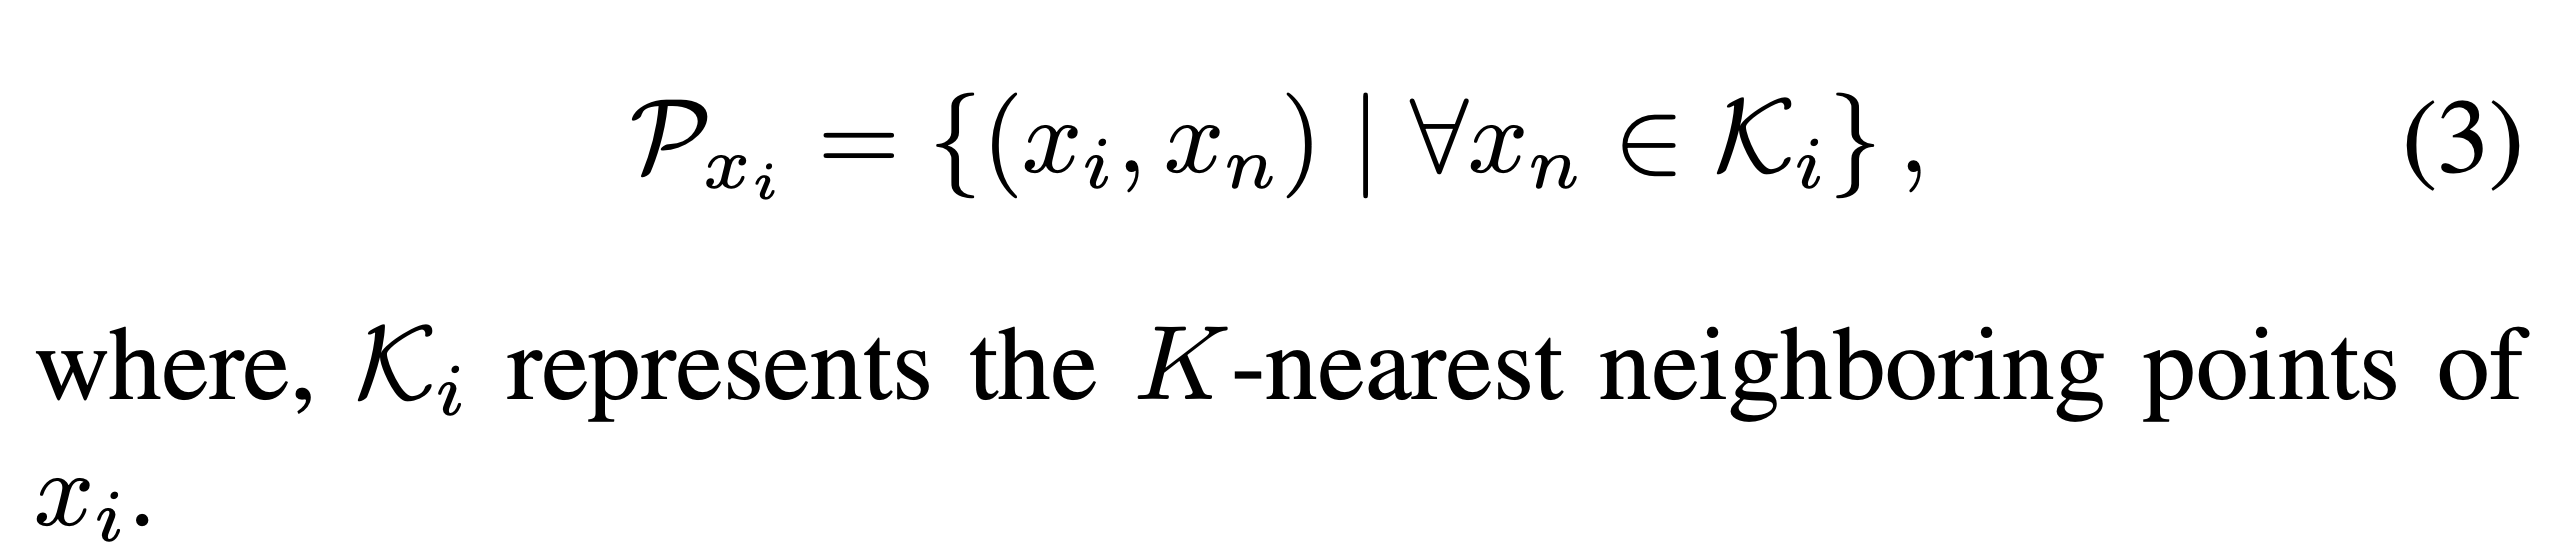 𝒫_{x_i} = {(x_i, x_n) | ∀x_n ∈ 𝒦_i} , (3)
where, 𝒦_i represents the K-nearest neighboring points of
x_i.